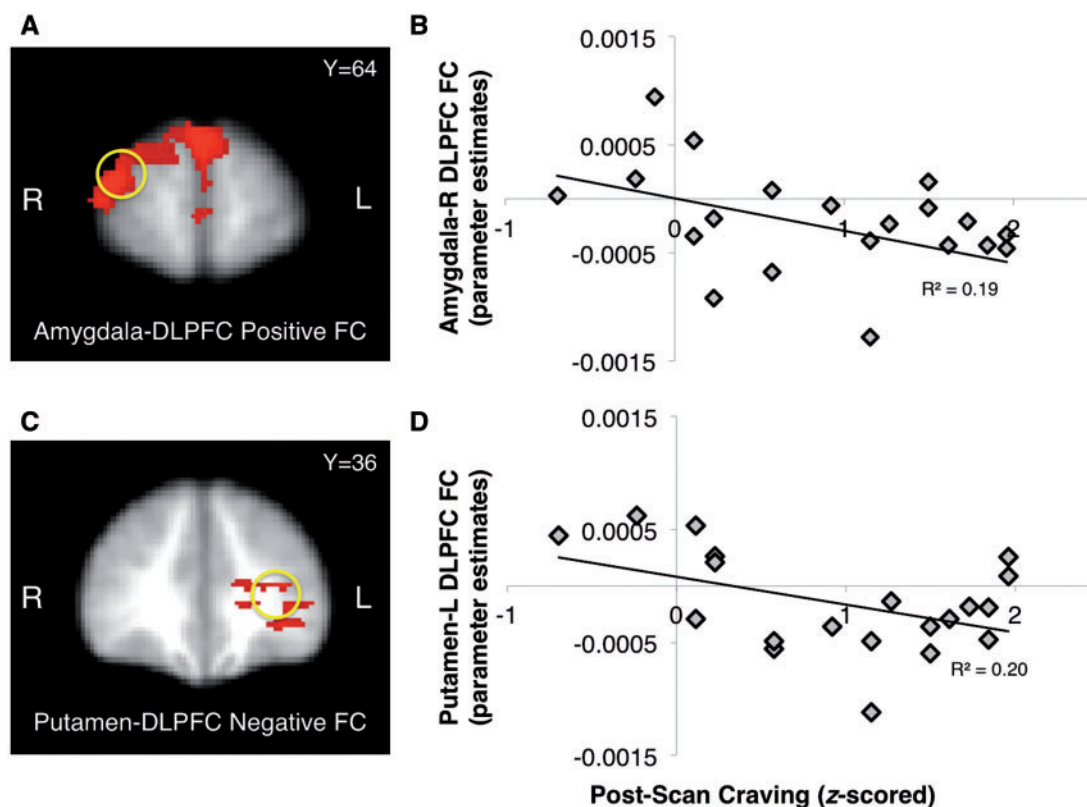 A
Y=64
R
L
Amygdala-DLPFC Positive FC
B
Amygdala-R DLPFC FC
(parameter estimates)
0.0015
0.0005
-1
0
1
2
-0.0005
R² = 0.19
-0.0015
C
Y=36
R
L
Putamen-DLPFC Negative FC
D
Putamen-L DLPFC FC
(parameter estimates)
0.0015
0.0005
-1
0
1
2
-0.0005
R² = 0.20
-0.0015
Post-Scan Craving (z-scored)